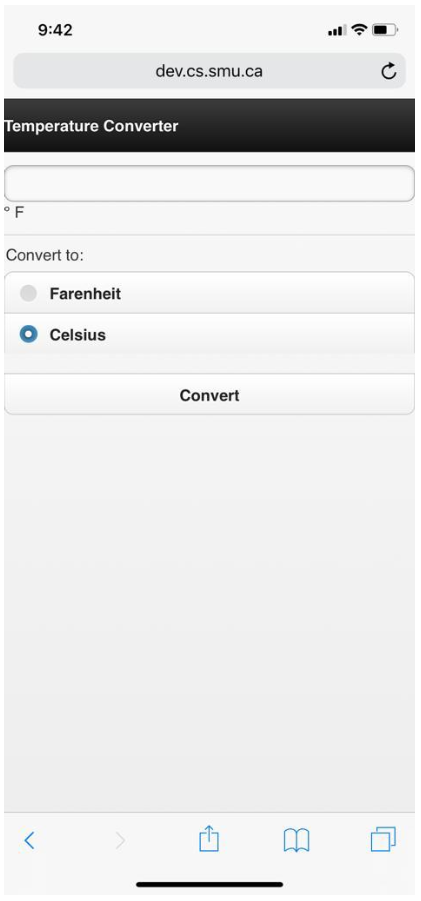 9:42
dev.cs.smu.ca
Temperature Converter
° F
Convert to:
Farenheit
Celsius
Convert